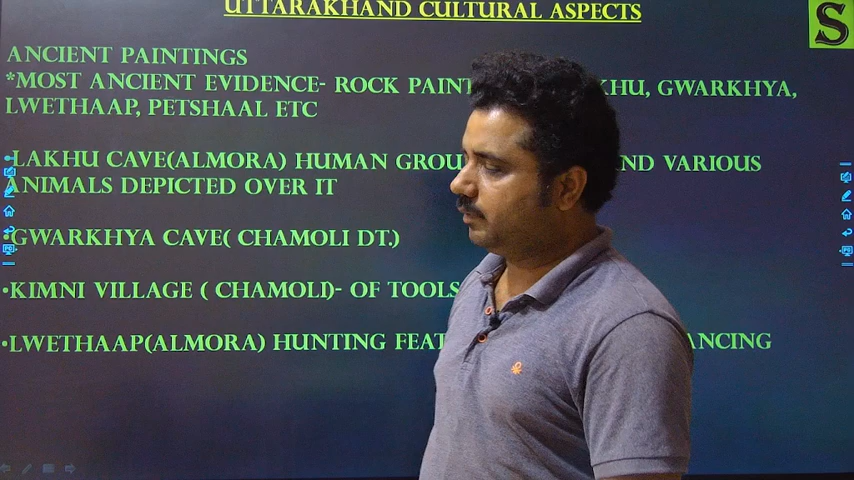 UTTARAKHAND CULTURAL ASPECTS
S
ANCIENT PAINTINGS
*MOST ANCIENT EVIDENCE- ROCK PAINT KHU, GWARKHYA,
LWETHAAP, PETSHAAL ETC
•LAKHU CAVE(ALMORA) HUMAN GROU ND VARIOUS
ANIMALS DEPICTED OVER IT
•GWARKHYA CAVE( CHAMOLI DT.)
•KIMNI VILLAGE ( CHAMOLI)- OF TOOLS
•LWETHAAP(ALMORA) HUNTING FEAT ANCING